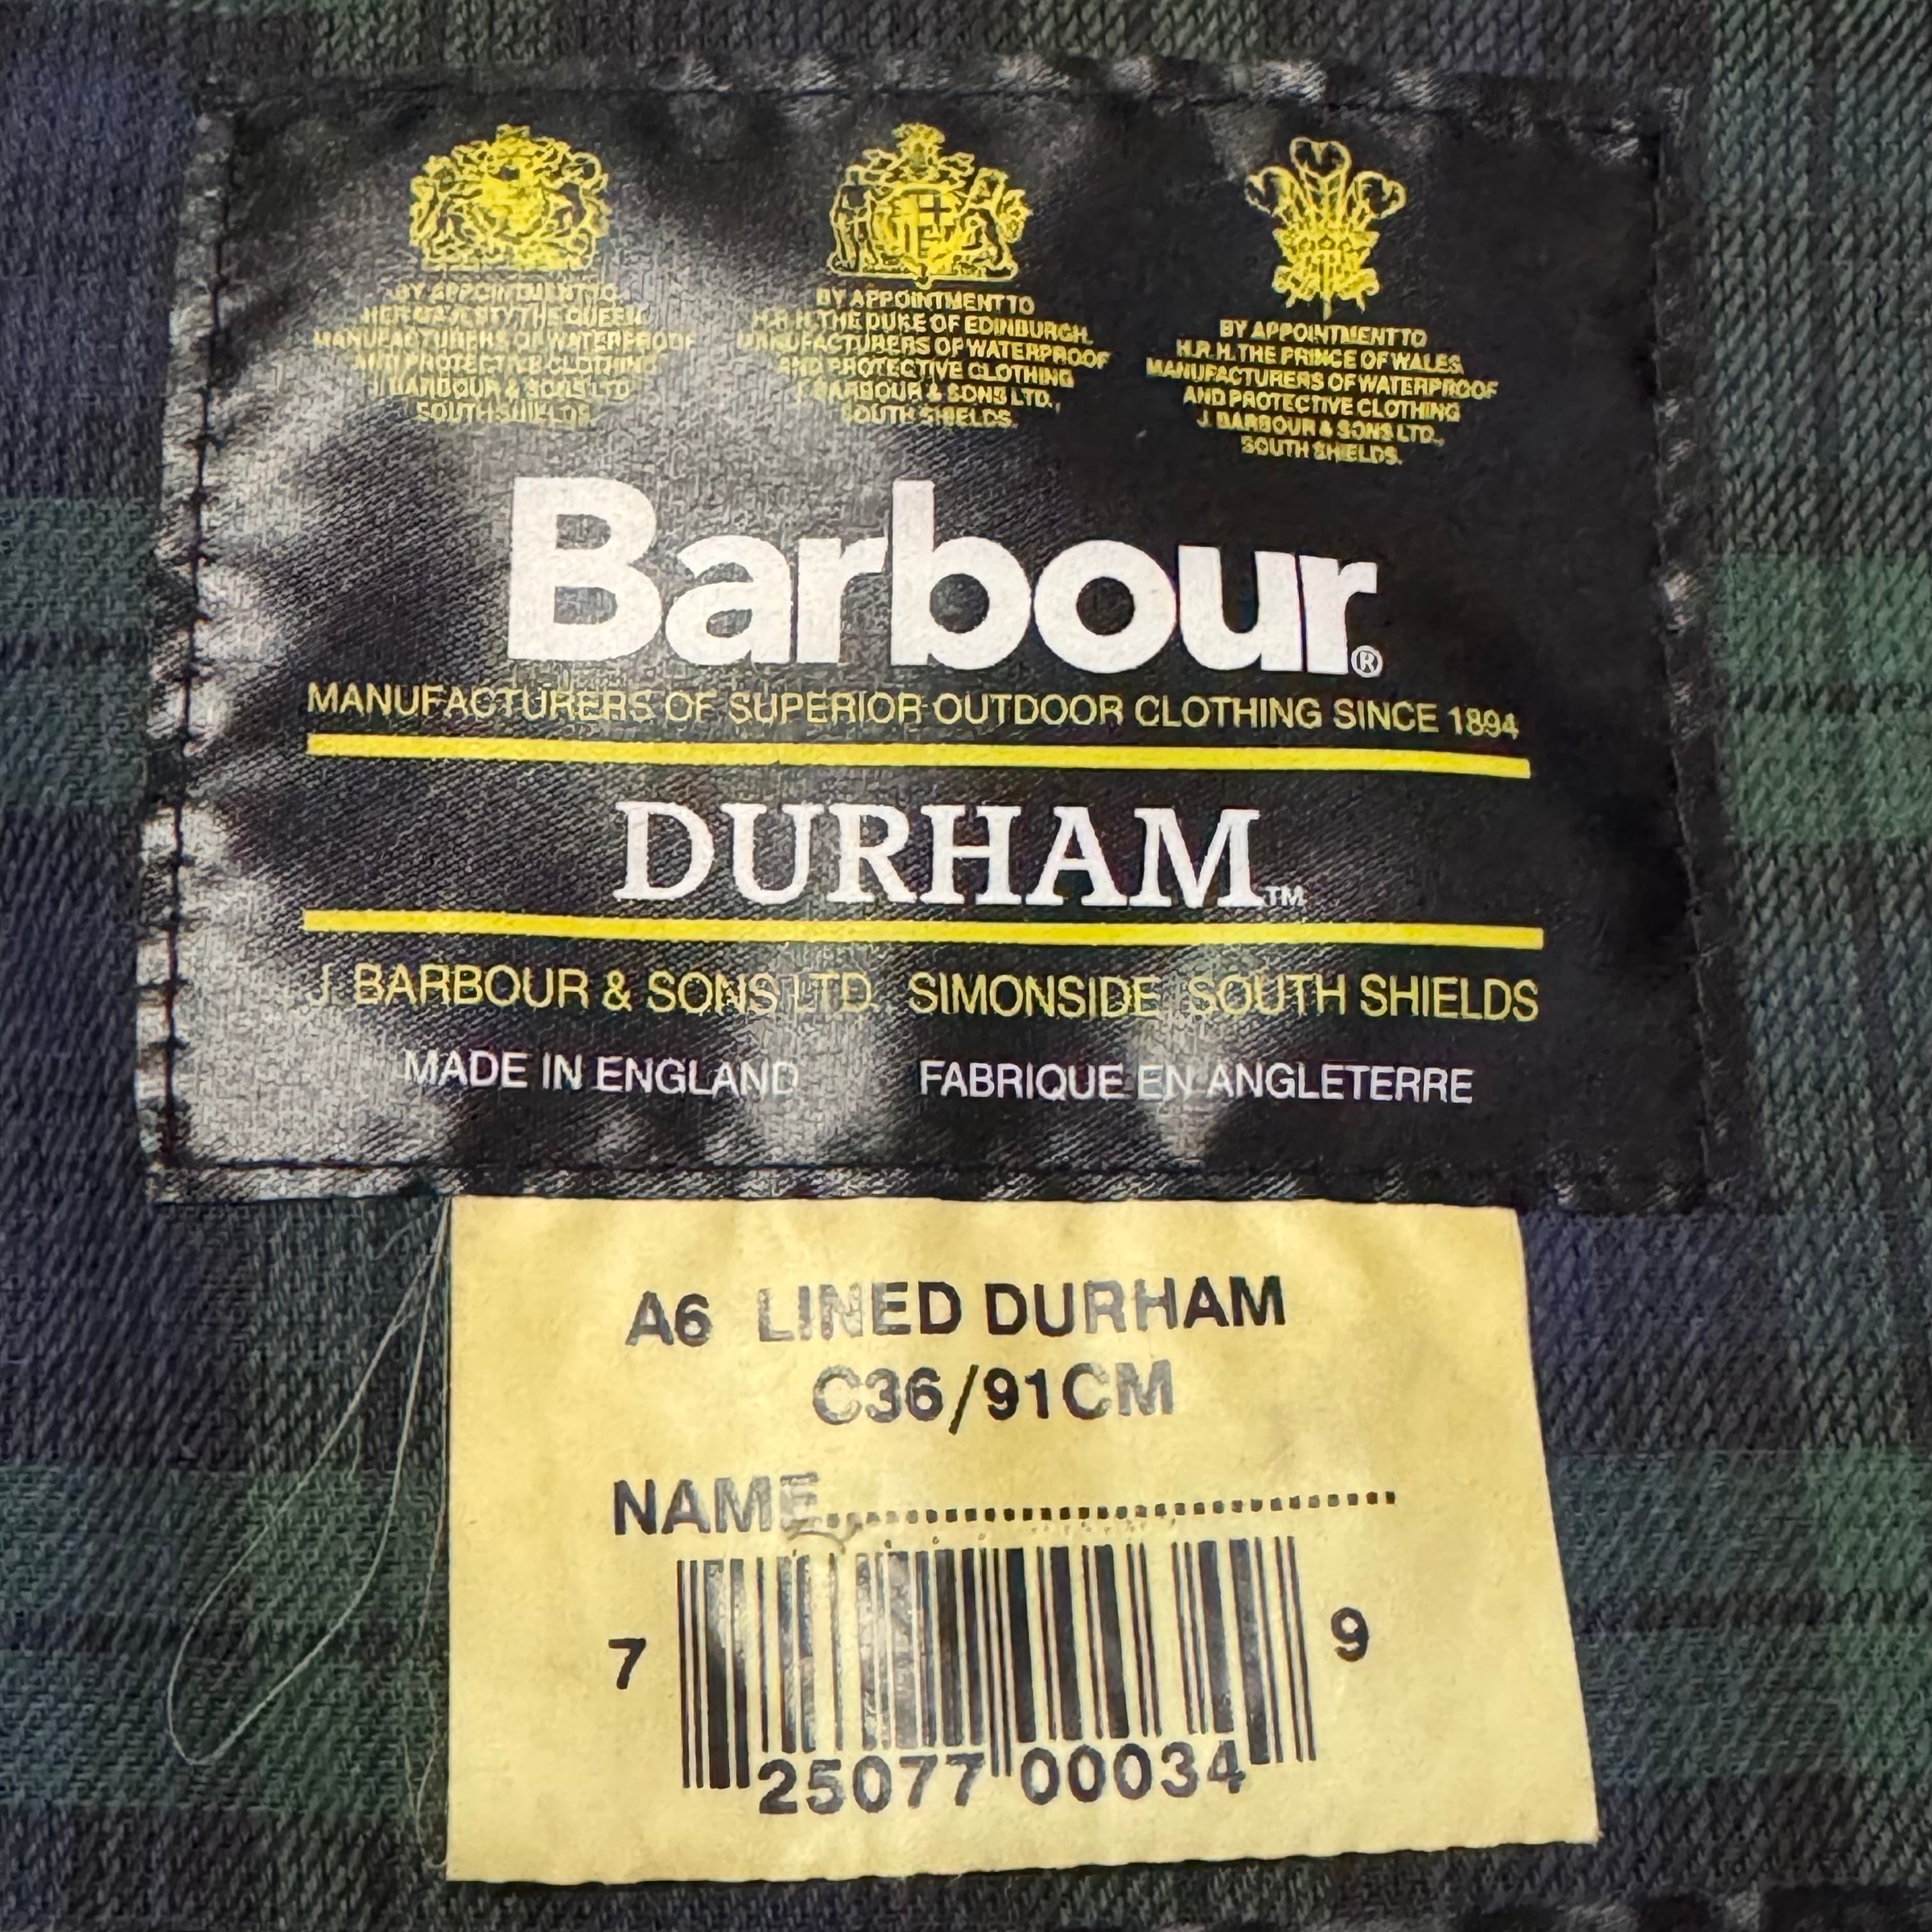 BY APPOINTMENT TO
HER MAJESTY THE QUEEN.
MANUFACTURERS OF WATERPROOF
AND PROTECTIVE CLOTHING
J. BARBOUR & SONS LTD.
SOUTH SHIELDS.
BY APPOINTMENT TO
H.R.H. THE DUKE OF EDINBURGH.
MANUFACTURERS OF WATERPROOF
AND PROTECTIVE CLOTHING
J. BARBOUR & SONS LTD.,
SOUTH SHIELDS.
BY APPOINTMENT TO
H.R.H. THE PRINCE OF WALES.
MANUFACTURERS OF WATERPROOF
AND PROTECTIVE CLOTHING
J. BARBOUR & SONS LTD.,
SOUTH SHIELDS.
Barbour®
MANUFACTURERS OF SUPERIOR OUTDOOR CLOTHING SINCE 1894
DURHAM™
J. BARBOUR & SONS LTD. SIMONSIDE, SOUTH SHIELDS
MADE IN ENGLAND FABRIQUE EN ANGLETERRE
A6 LINED DURHAM
C36/91CM
NAME........................................
7 25077 00034 9